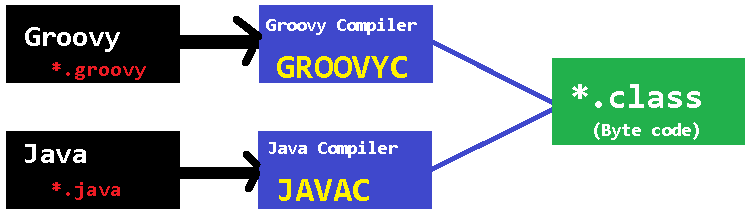 Groovy
*.groovy
Groovy Compiler
GROOVYC
Java
*.java
Java Compiler
JAVAC
*.class
(Byte code)